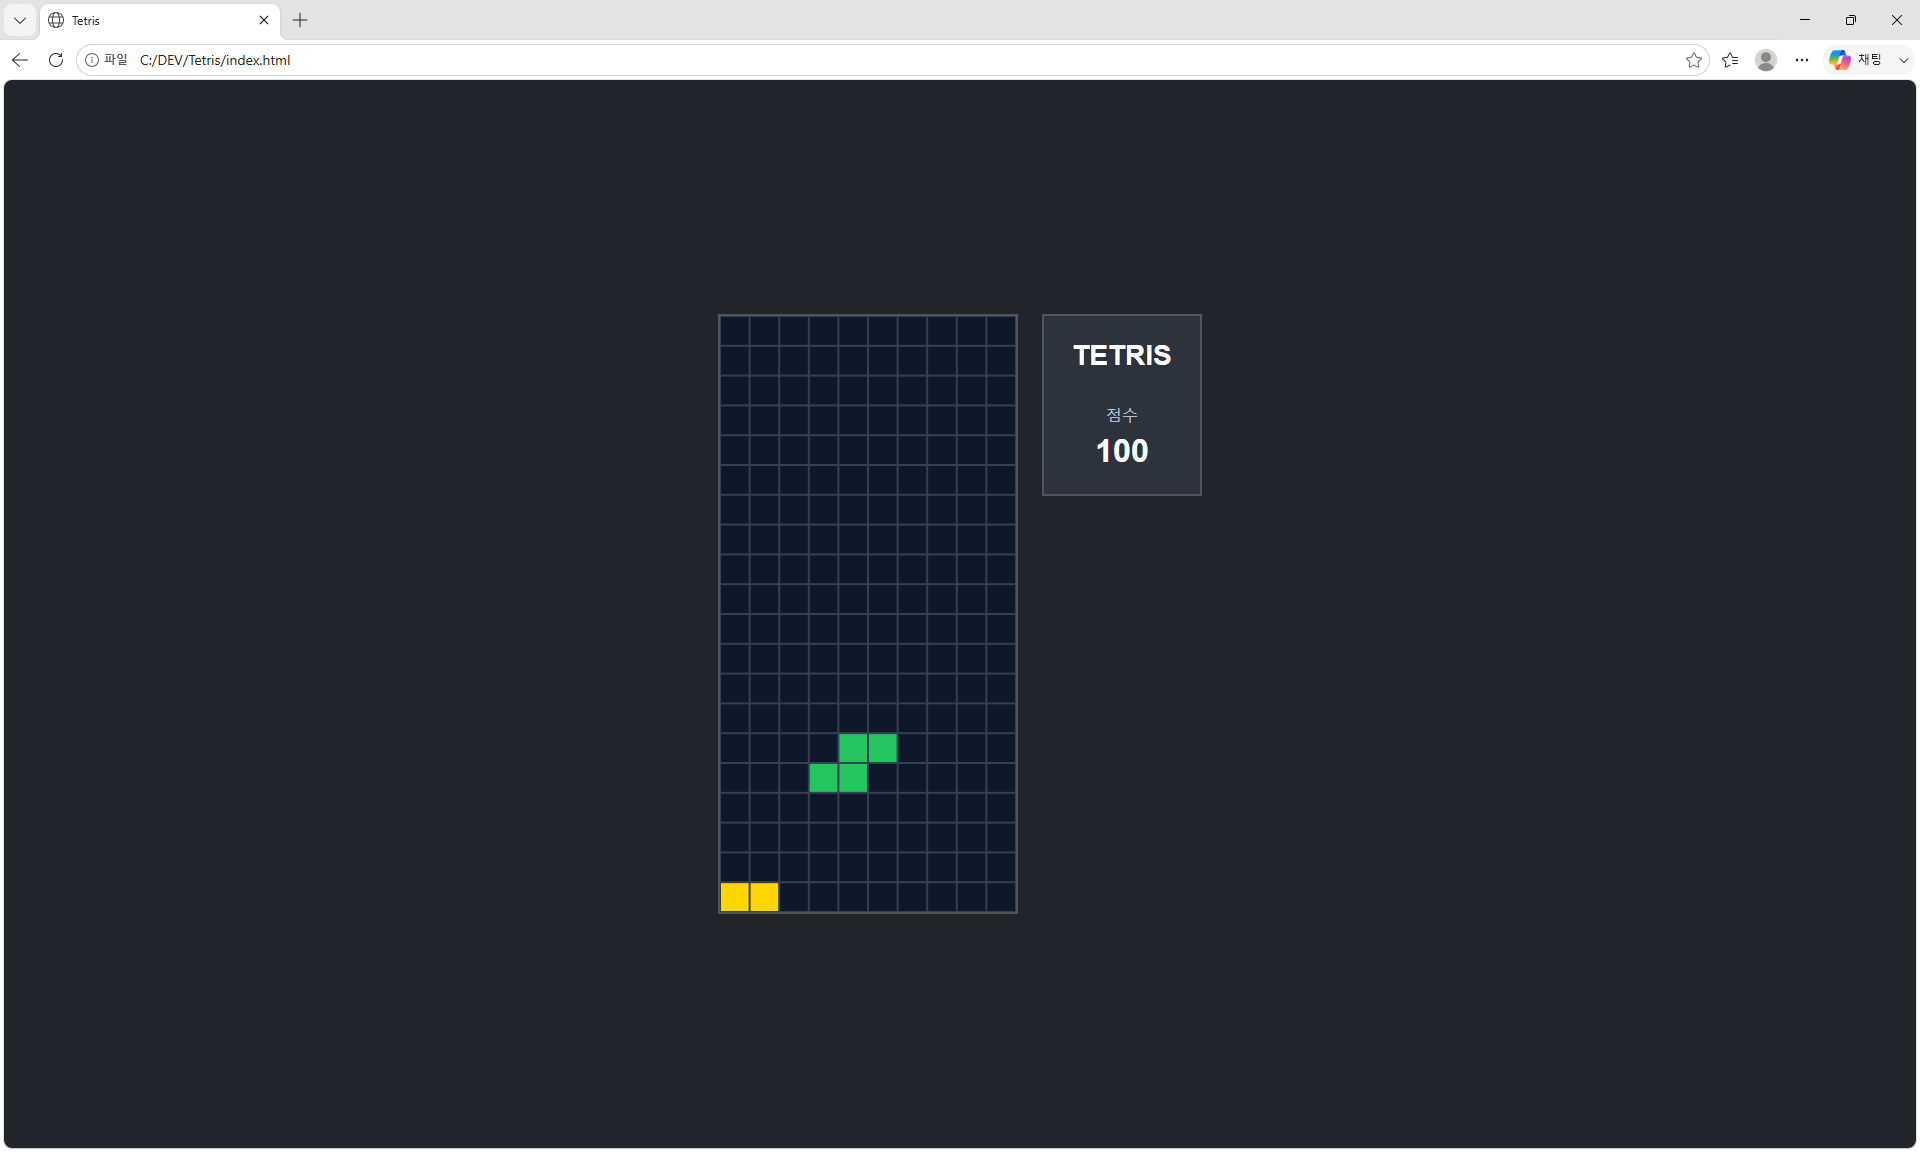 Tetris
파일 C:/DEV/Tetris/index.html
채팅
TETRIS
점수
100